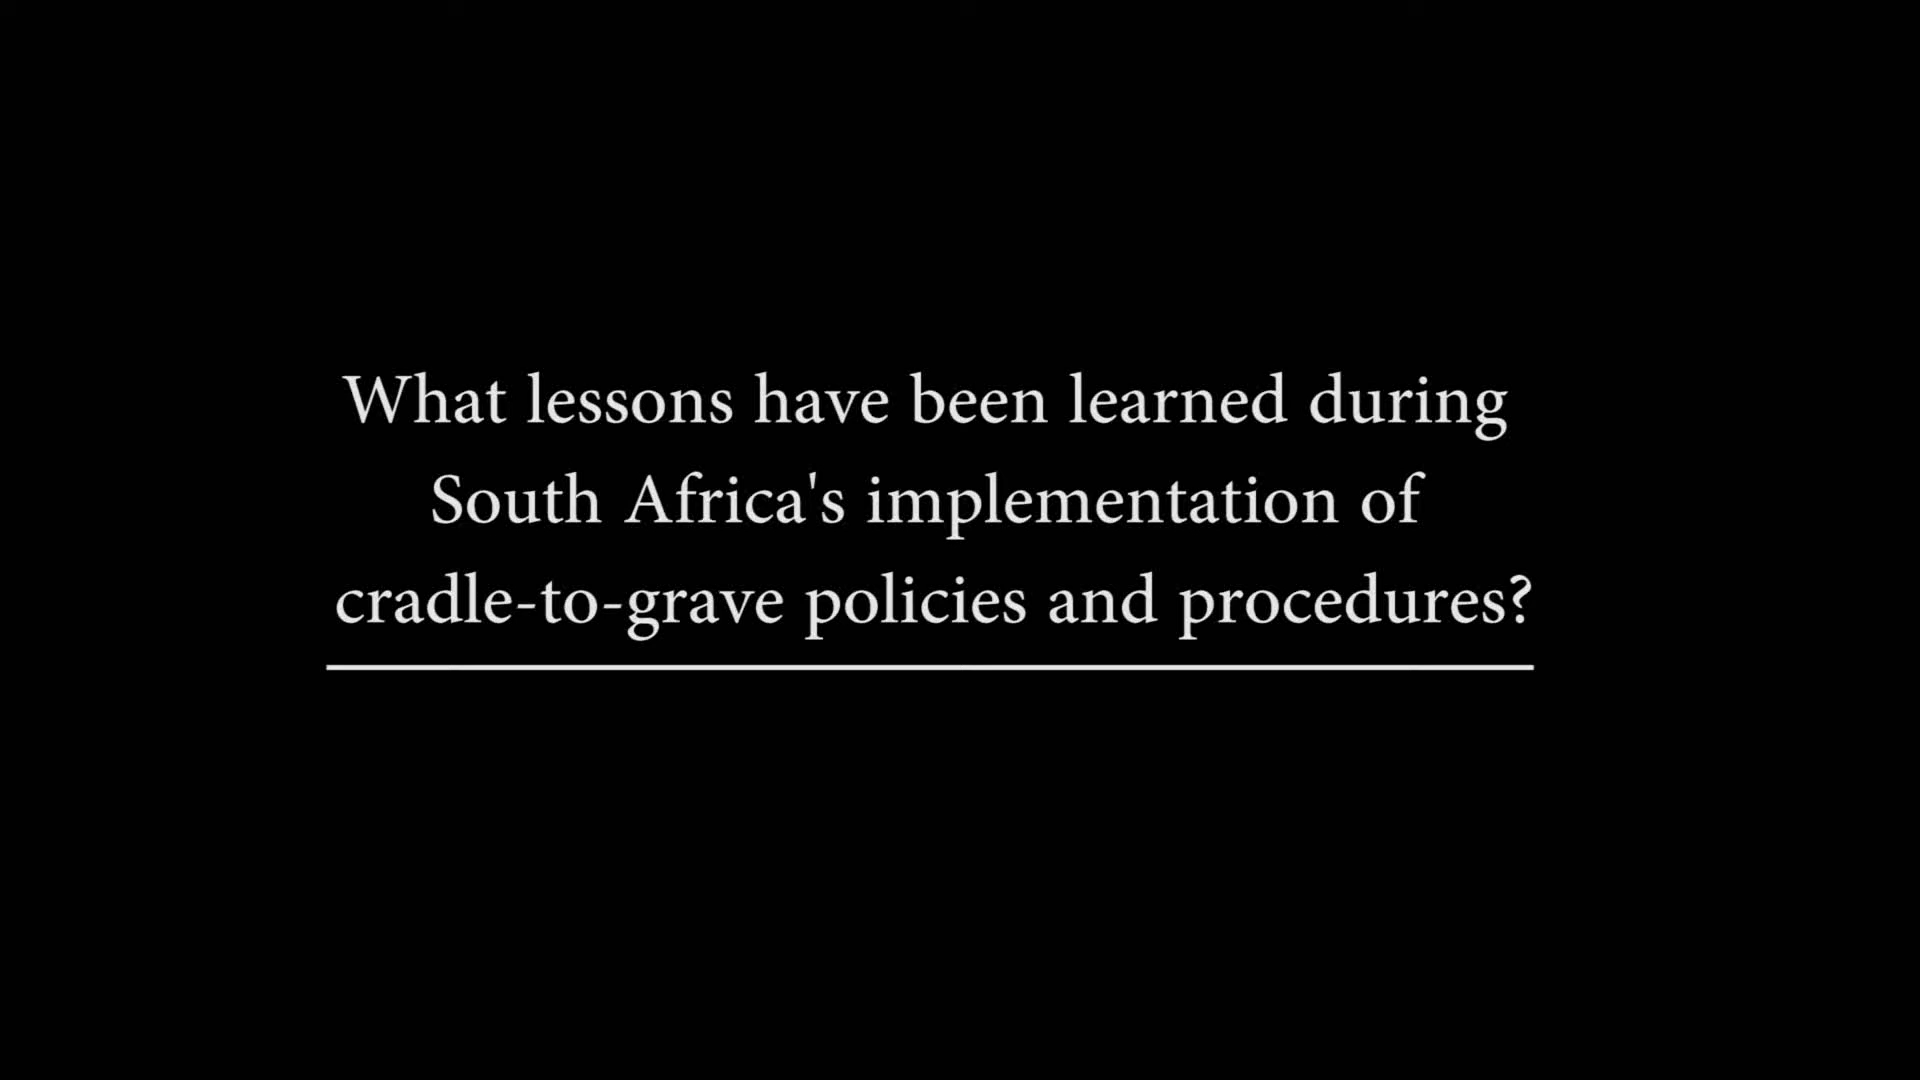 What lessons have been learned during
South Africa's implementation of
cradle-to-grave policies and procedures?